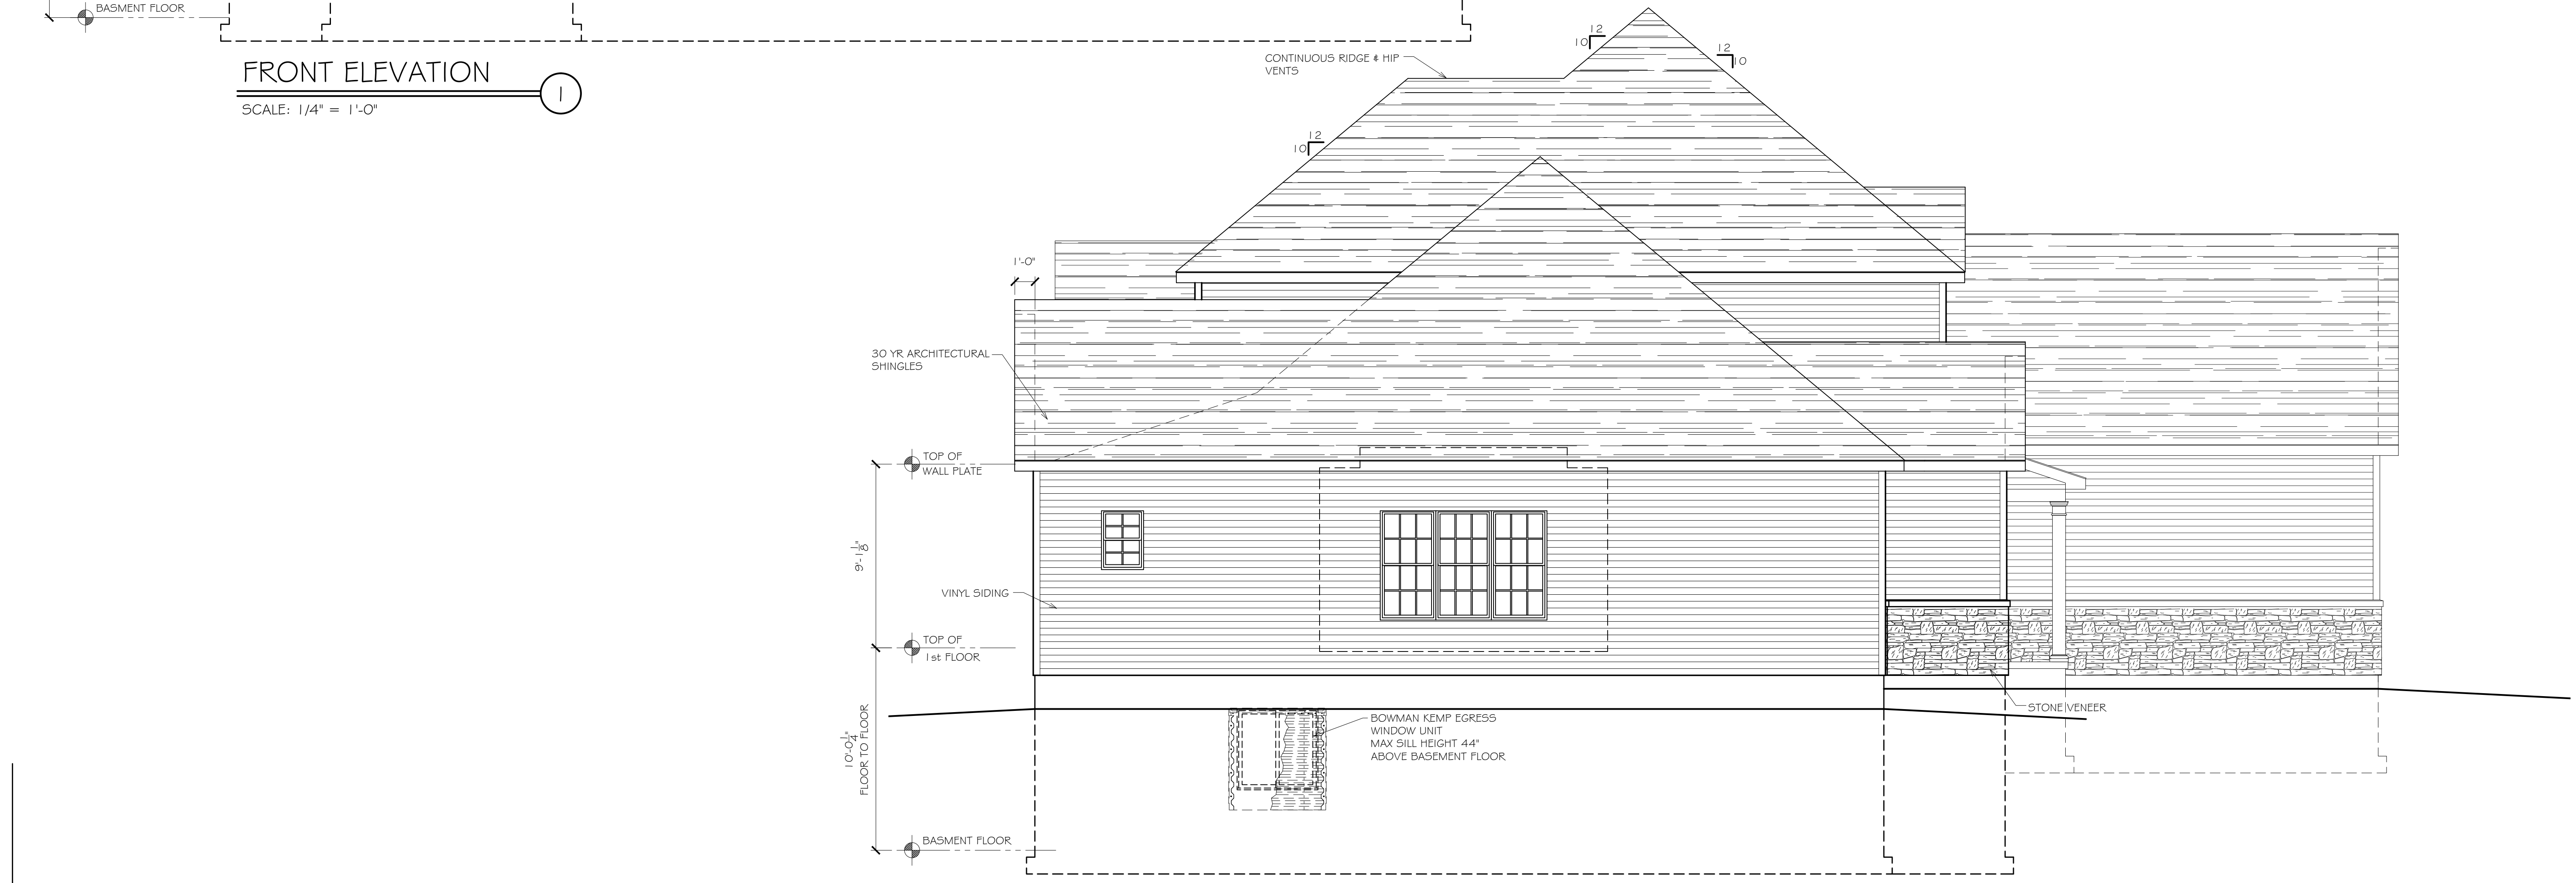 BASMENT FLOOR
FRONT ELEVATION
1
SCALE: 1/4" = 1'-0"
CONTINUOUS RIDGE & HIP
VENTS
12
10
12
10
12
10
1'-0"
30 YR ARCHITECTURAL
SHINGLES
TOP OF
WALL PLATE
9'-1 1/8"
VINYL SIDING
TOP OF
1st FLOOR
10'-0 1/4"
FLOOR TO FLOOR
STONE VENEER
BOWMAN KEMP EGRESS
WINDOW UNIT
MAX SILL HEIGHT 44"
ABOVE BASEMENT FLOOR
BASMENT FLOOR